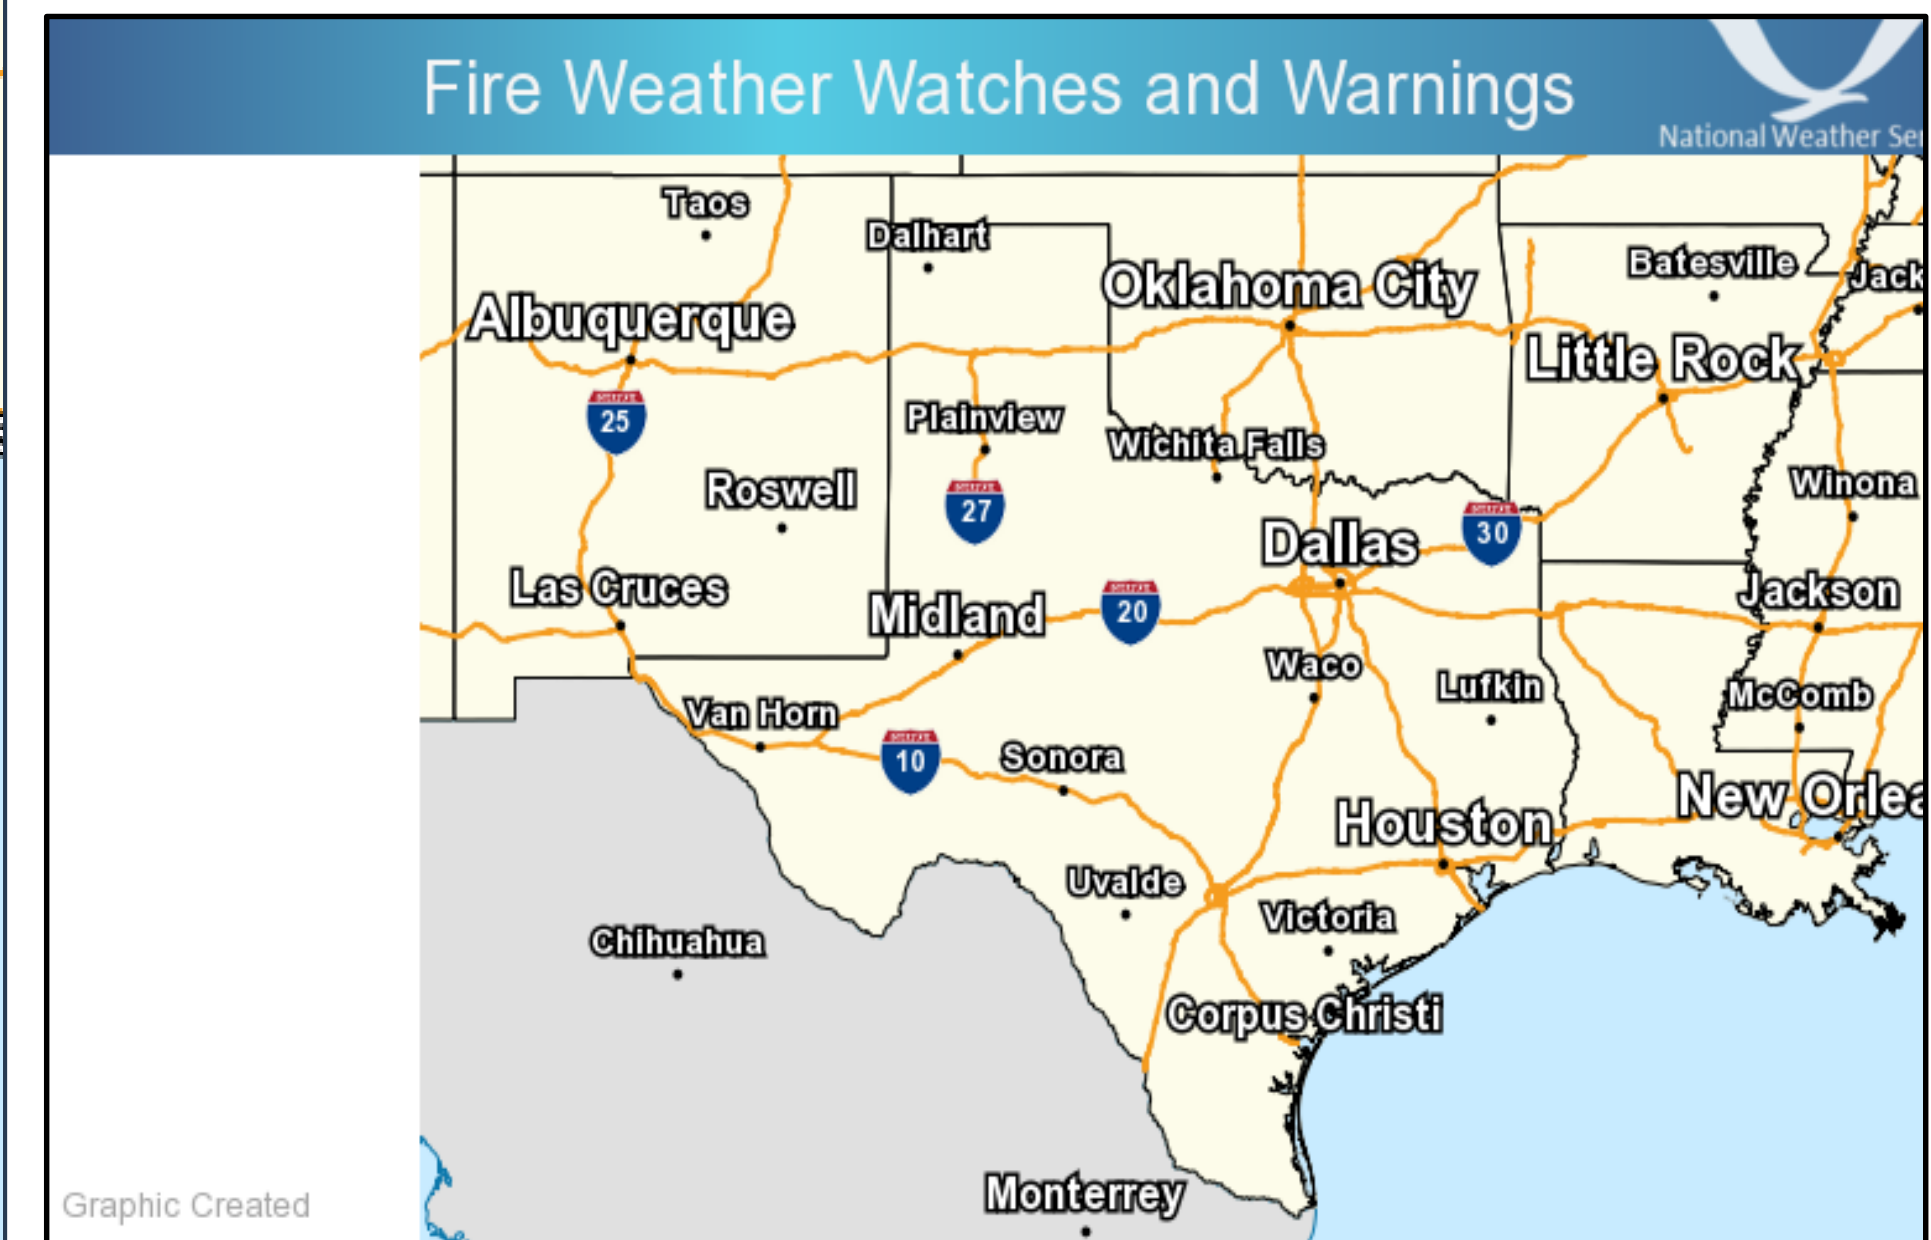 Fire Weather Watches and Warnings
National Weather Ser
Taos
Dalhart
Batesville
Jack
Oklahoma City
Albuquerque
Little Rock
25
Plainview
Wichita Falls
Roswell
Winona
27
30
Dallas
Las Cruces
Midland
20
Jackson
Waco
Lufkin
McComb
Van Horn
10
Sonora
New Orlea
Houston
Uvalde
Victoria
Chihuahua
Corpus Christi
Monterrey
Graphic Created